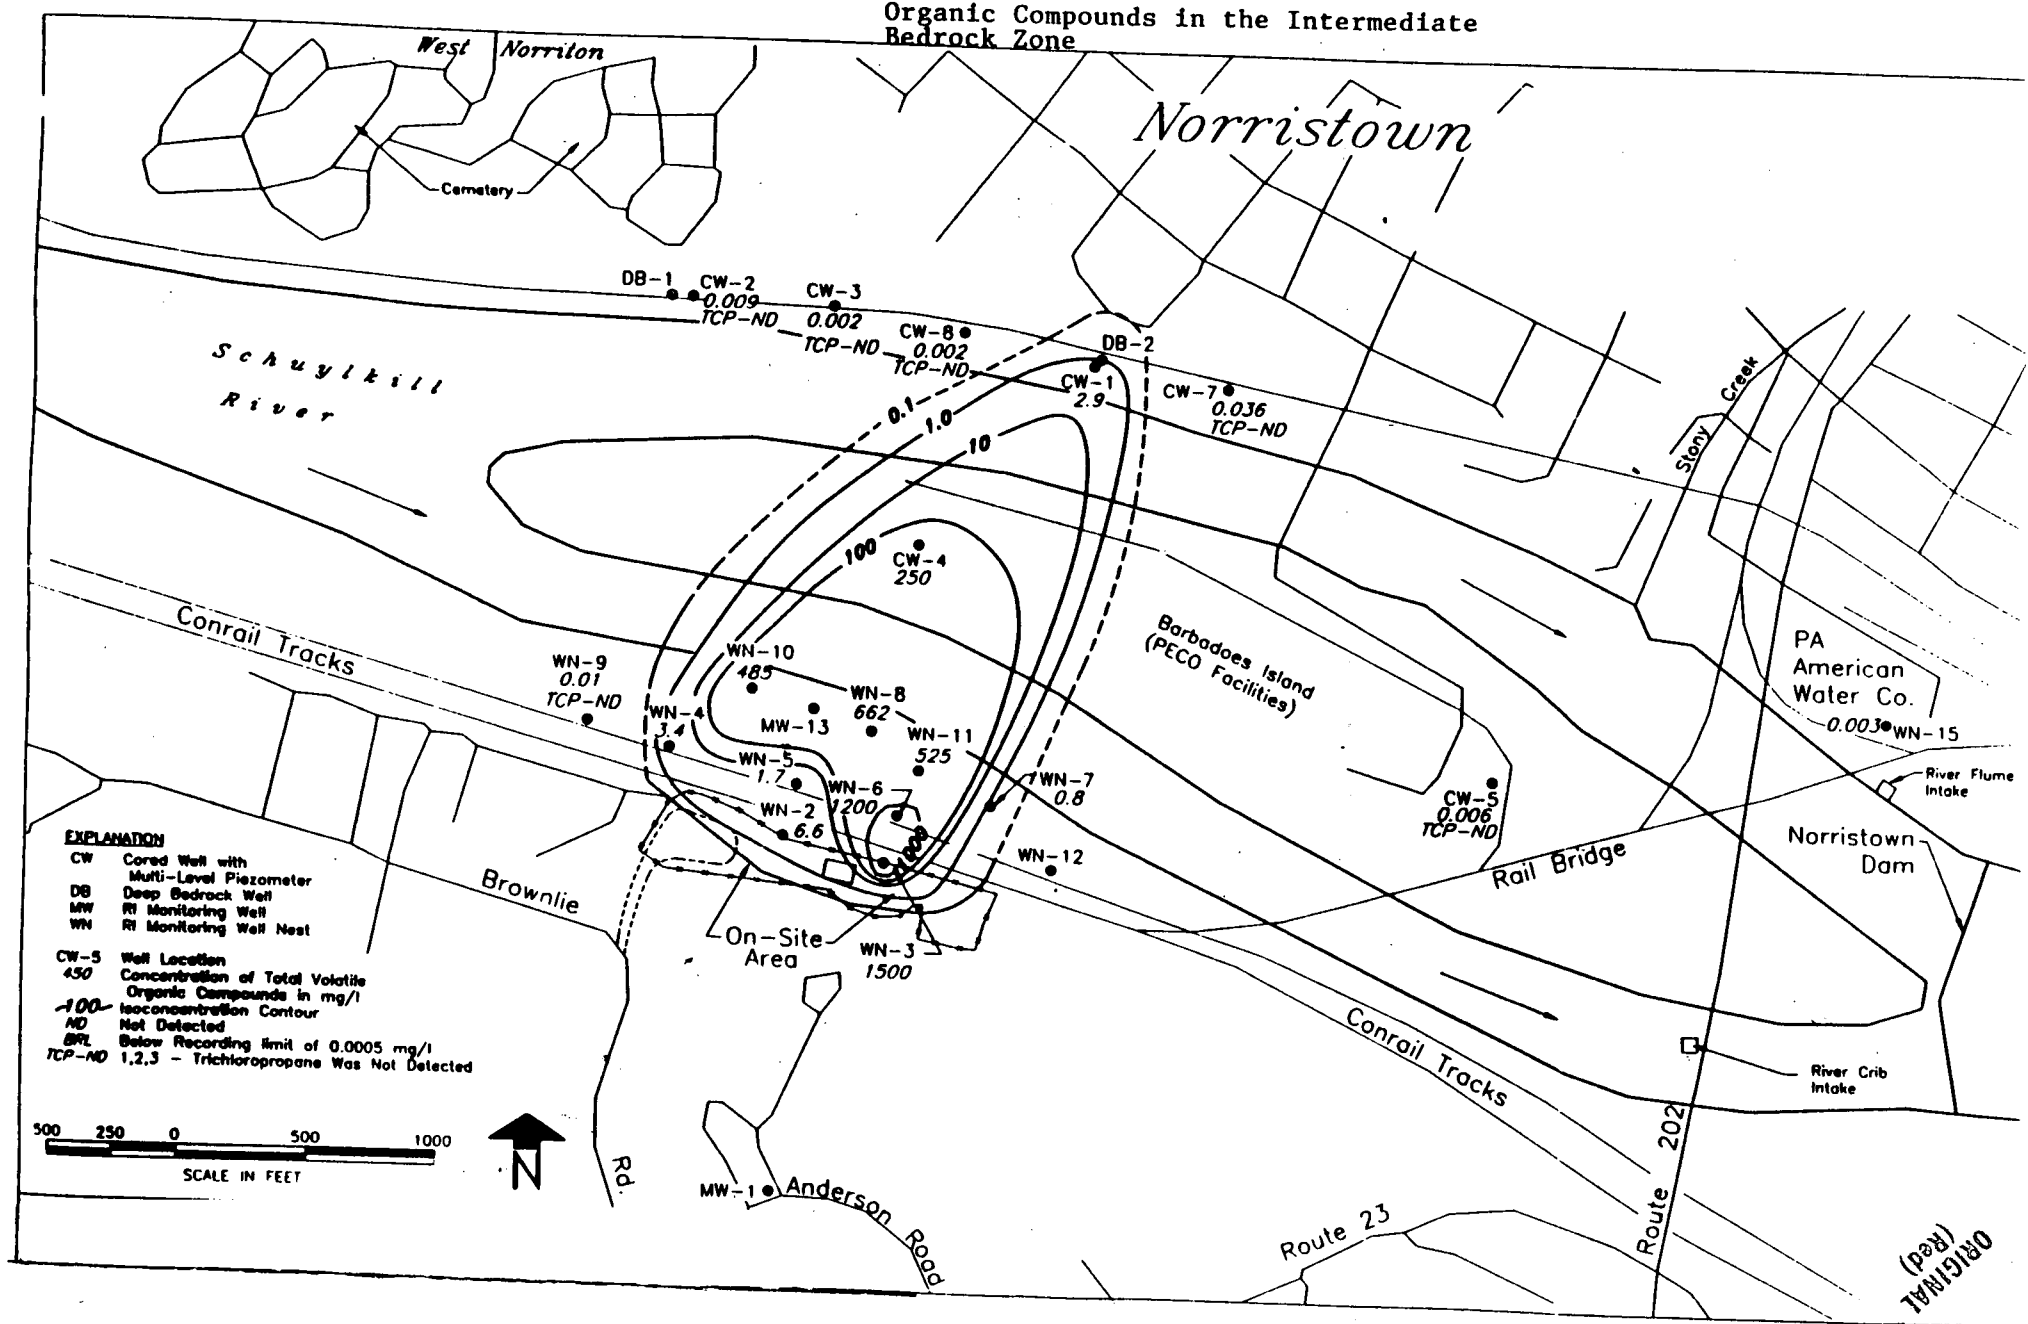 Organic Compounds in the Intermediate
Bedrock Zone
West Norriton
Norristown
Cemetery
DB-1
CW-2
0.009
TCP-ND
CW-3
0.002
TCP-ND
CW-8
0.002
TCP-ND
DB-2
CW-1
2.9
CW-7
0.036
TCP-ND
Schuylkill
River
0.1
1.0
10
100
CW-4
250
Stony Creek
Conrail Tracks
WN-9
0.01
TCP-ND
WN-10
485
WN-8
662
MW-13
WN-4
3.4
WN-11
525
WN-5
1.7
WN-6
1200
WN-7
0.8
WN-2
6.6
1000
WN-12
Barbadoes Island
(PECO Facilities)
PA
American
Water Co.
0.003
WN-15
River Flume
Intake
CW-5
0.006
TCP-ND
Norristown
Dam
Rail Bridge
Brownlie
On-Site
Area
WN-3
1500
EXPLANATION
CW Cored Well with
Multi-Level Piezometer
DB Deep Bedrock Well
MW RI Monitoring Well
WN RI Monitoring Well Nest
CW-5 Well Location
450 Concentration of Total Volatile
Organic Compounds in mg/l
100 Isoconcentration Contour
ND Not Detected
BRL Below Recording limit of 0.0005 mg/l
TCP-ND 1,2,3 - Trichloropropane Was Not Detected
Conrail Tracks
River Crib
Intake
500 250 0 500 1000
SCALE IN FEET
N
Rd.
MW-1
Anderson Road
Route 23
Route 202
ORIGINAL
(Red)